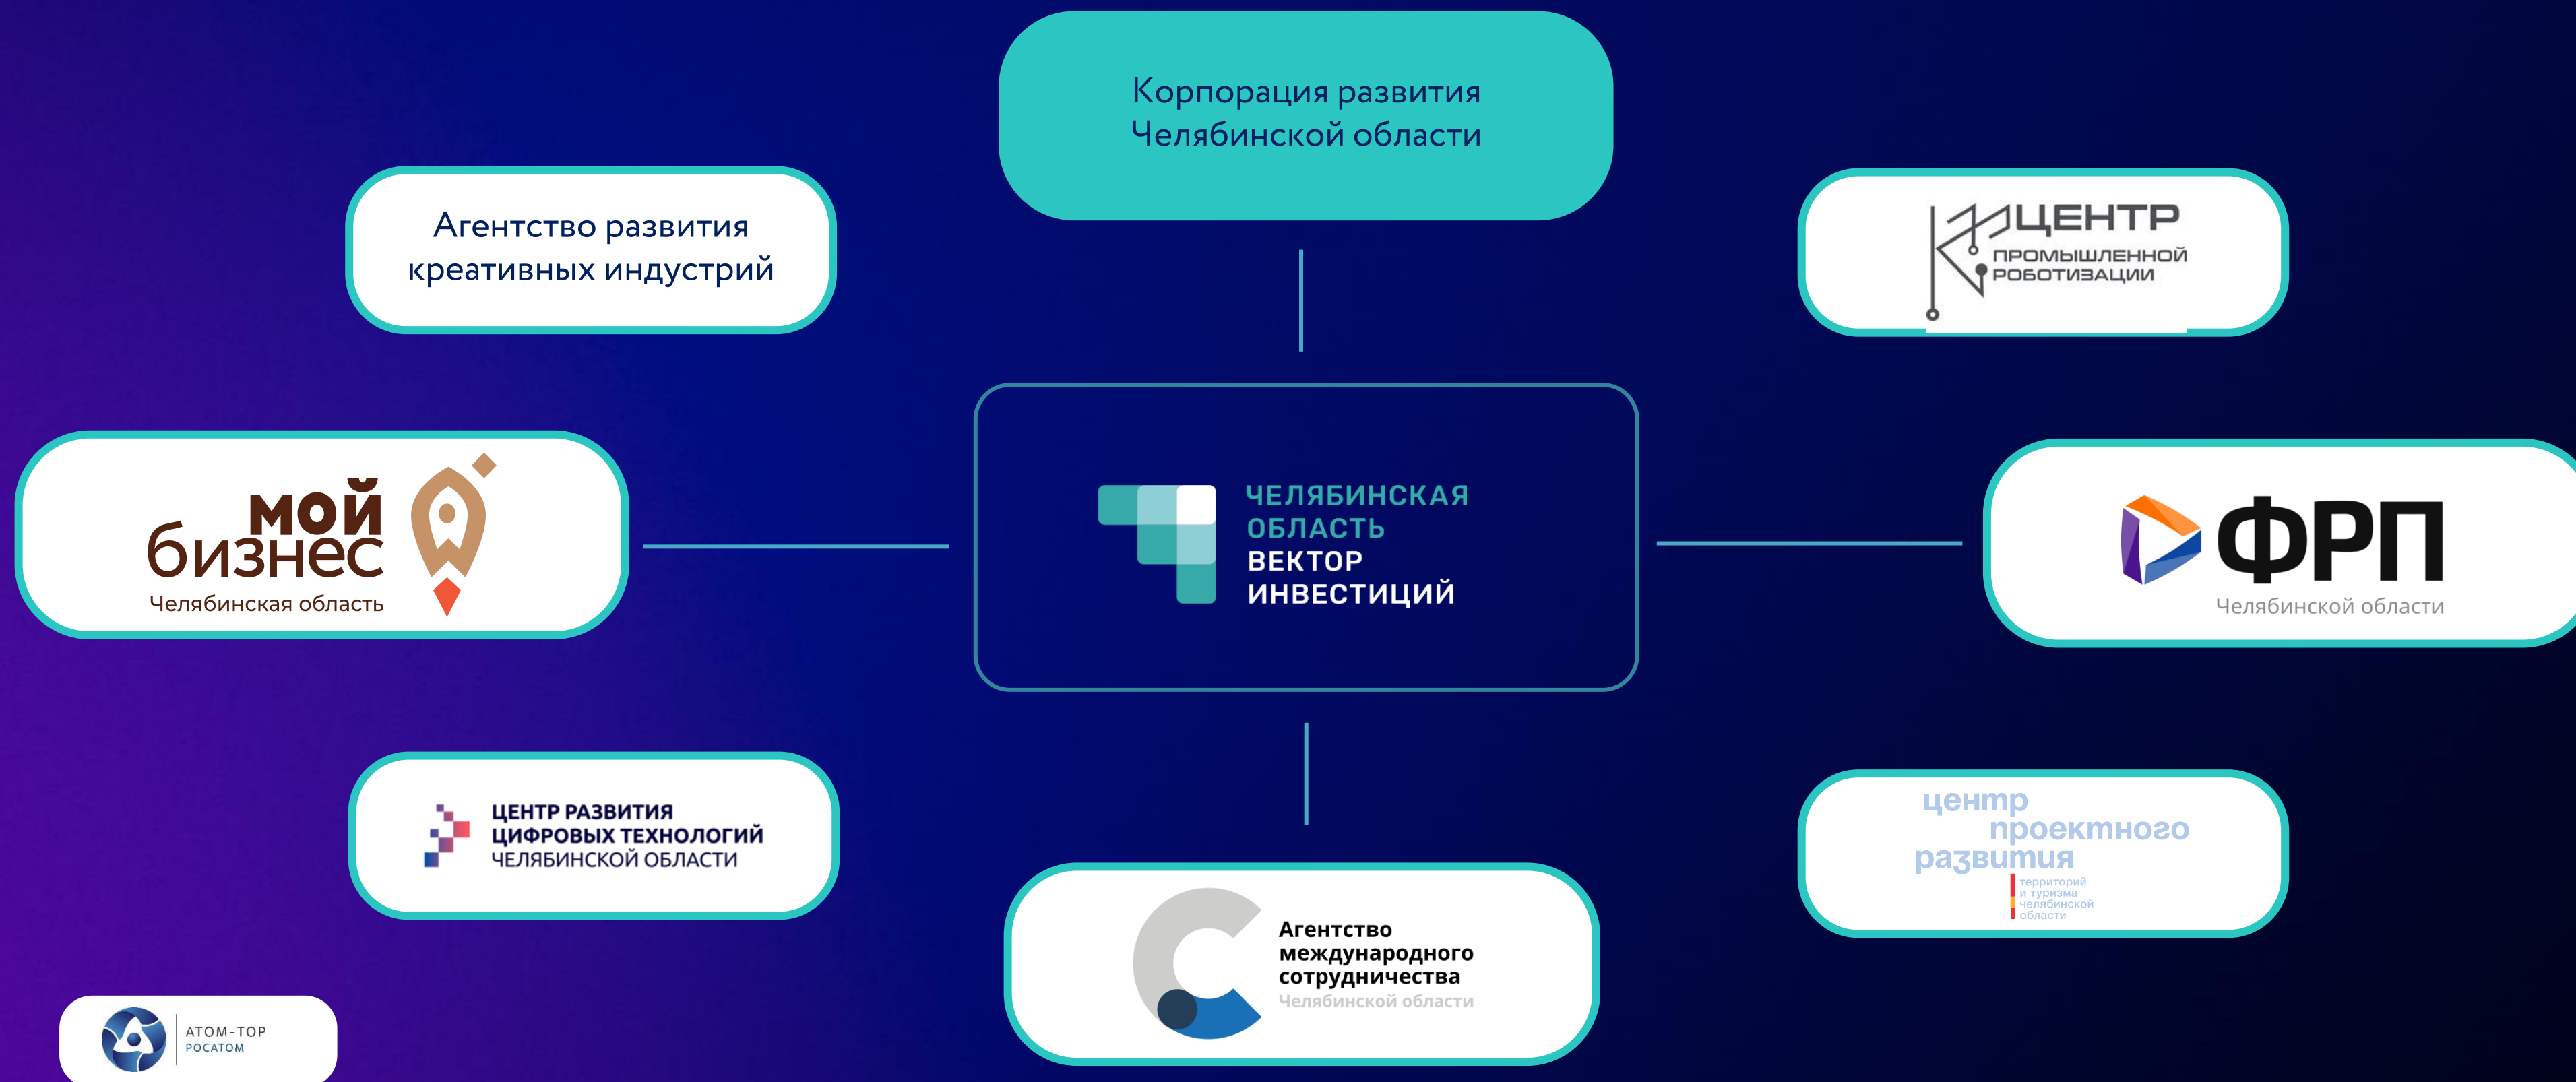 Корпорация развития
Челябинской области
Агентство развития
креативных индустрий
ЦЕНТР
ПРОМЫШЛЕННОЙ
РОБОТИЗАЦИИ
мой
бизнес
Челябинская область
ЧЕЛЯБИНСКАЯ
ОБЛАСТЬ
ВЕКТОР
ИНВЕСТИЦИЙ
ФРП
Челябинской области
ЦЕНТР РАЗВИТИЯ
ЦИФРОВЫХ ТЕХНОЛОГИЙ
ЧЕЛЯБИНСКОЙ ОБЛАСТИ
центр
проектного
развития
территорий
и туризма
челябинской
области
Агентство
международного
сотрудничества
Челябинской области
АТОМ-ТОР
РОСАТОМ